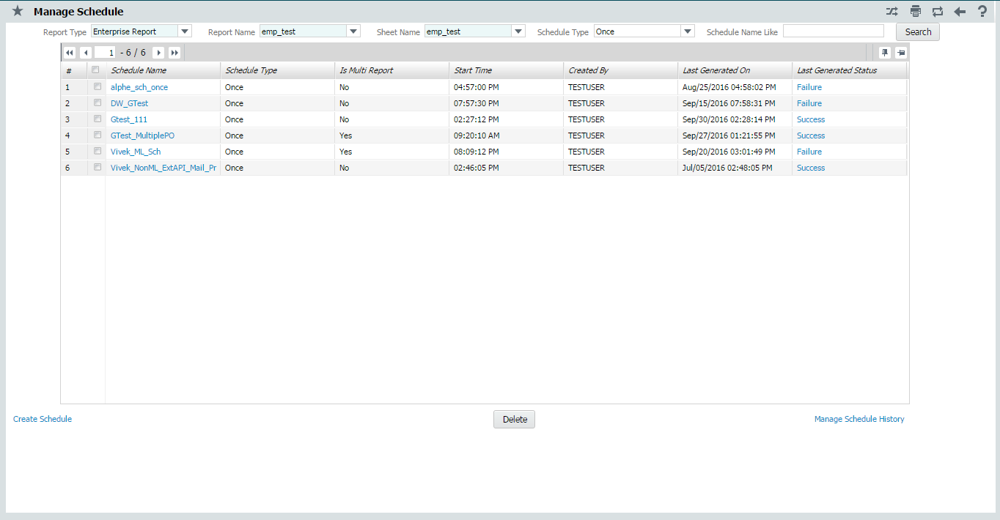 Manage Schedule
Report Type Enterprise Report Report Name emp_test Sheet Name emp_test Schedule Type Once Schedule Name Like Search
1 - 6 / 6
# Schedule Name Schedule Type Is Multi Report Start Time Created By Last Generated On Last Generated Status
1 alphe_sch_once Once No 04:57:00 PM TESTUSER Aug/25/2016 04:58:02 PM Failure
2 DW_GTest Once No 07:57:30 PM TESTUSER Sep/15/2016 07:58:31 PM Failure
3 Gtest_111 Once No 02:27:12 PM TESTUSER Sep/30/2016 02:28:14 PM Success
4 GTest_MultiplePO Once Yes 09:20:10 AM TESTUSER Sep/27/2016 01:21:55 PM Success
5 Vivek_ML_Sch Once Yes 08:09:12 PM TESTUSER Sep/20/2016 03:01:49 PM Failure
6 Vivek_NonML_ExtAPI_Mail_Pr Once No 02:46:05 PM TESTUSER Jul/05/2016 02:48:05 PM Success
Create Schedule Delete Manage Schedule History